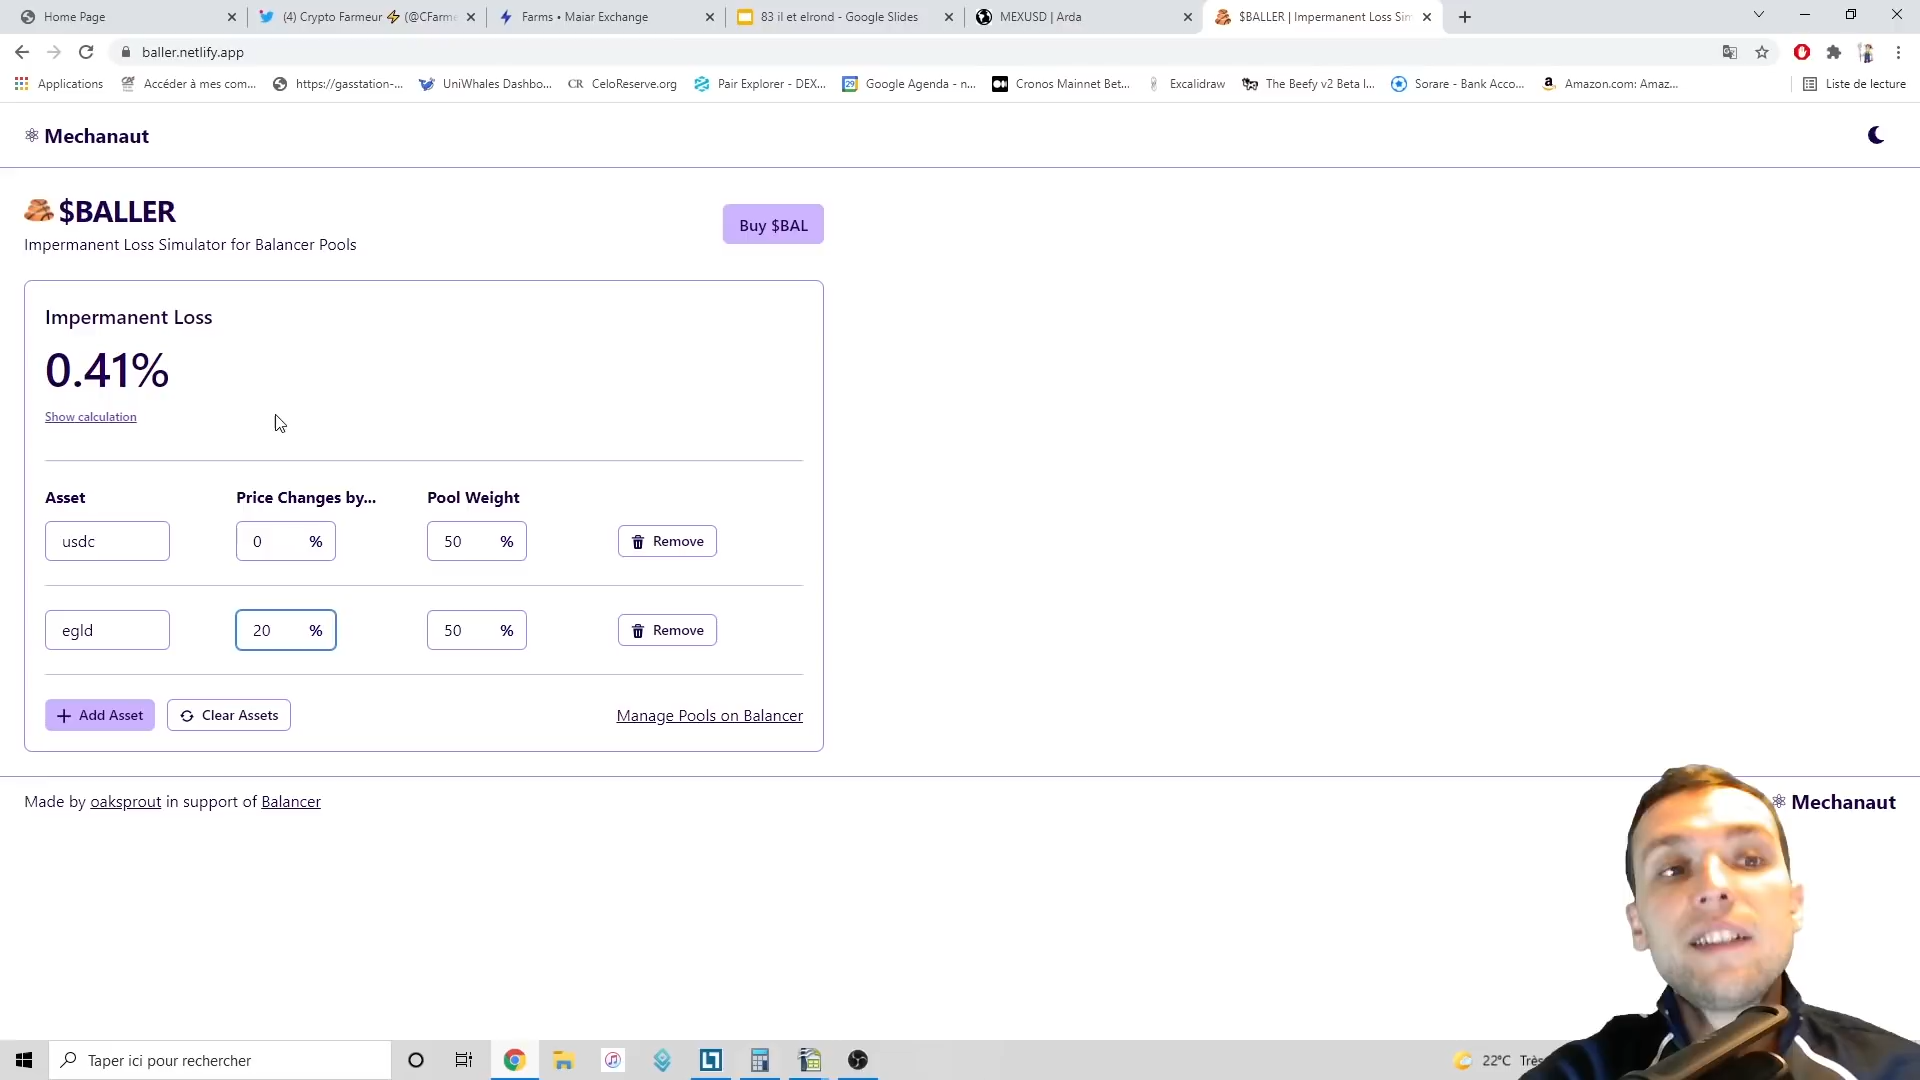 Home Page
(4) Crypto Farmeur ⚡ (@CFarme
Farms • Maiar Exchange
83 il et elrond - Google Slides
MEXUSD | Arda
$BALLER | Impermanent Loss Sim
baller.netlify.app
Applications
Accéder à mes com...
https://gasstation-...
UniWhales Dashbo...
CR CeloReserve.org
Pair Explorer - DEX...
Google Agenda - n...
Cronos Mainnet Bet...
Excalidraw
The Beefy v2 Beta l...
Sorare - Bank Acco...
Amazon.com: Amaz...
Liste de lecture
Mechanaut
$BALLER
Impermanent Loss Simulator for Balancer Pools
Buy $BAL
Impermanent Loss
0.41%
Show calculation
Asset Price Changes by... Pool Weight
usdc 0 % 50 % Remove
egld 20 % 50 % Remove
+ Add Asset Clear Assets Manage Pools on Balancer
Made by oaksprout in support of Balancer
Mechanaut
Taper ici pour rechercher
22°C Très